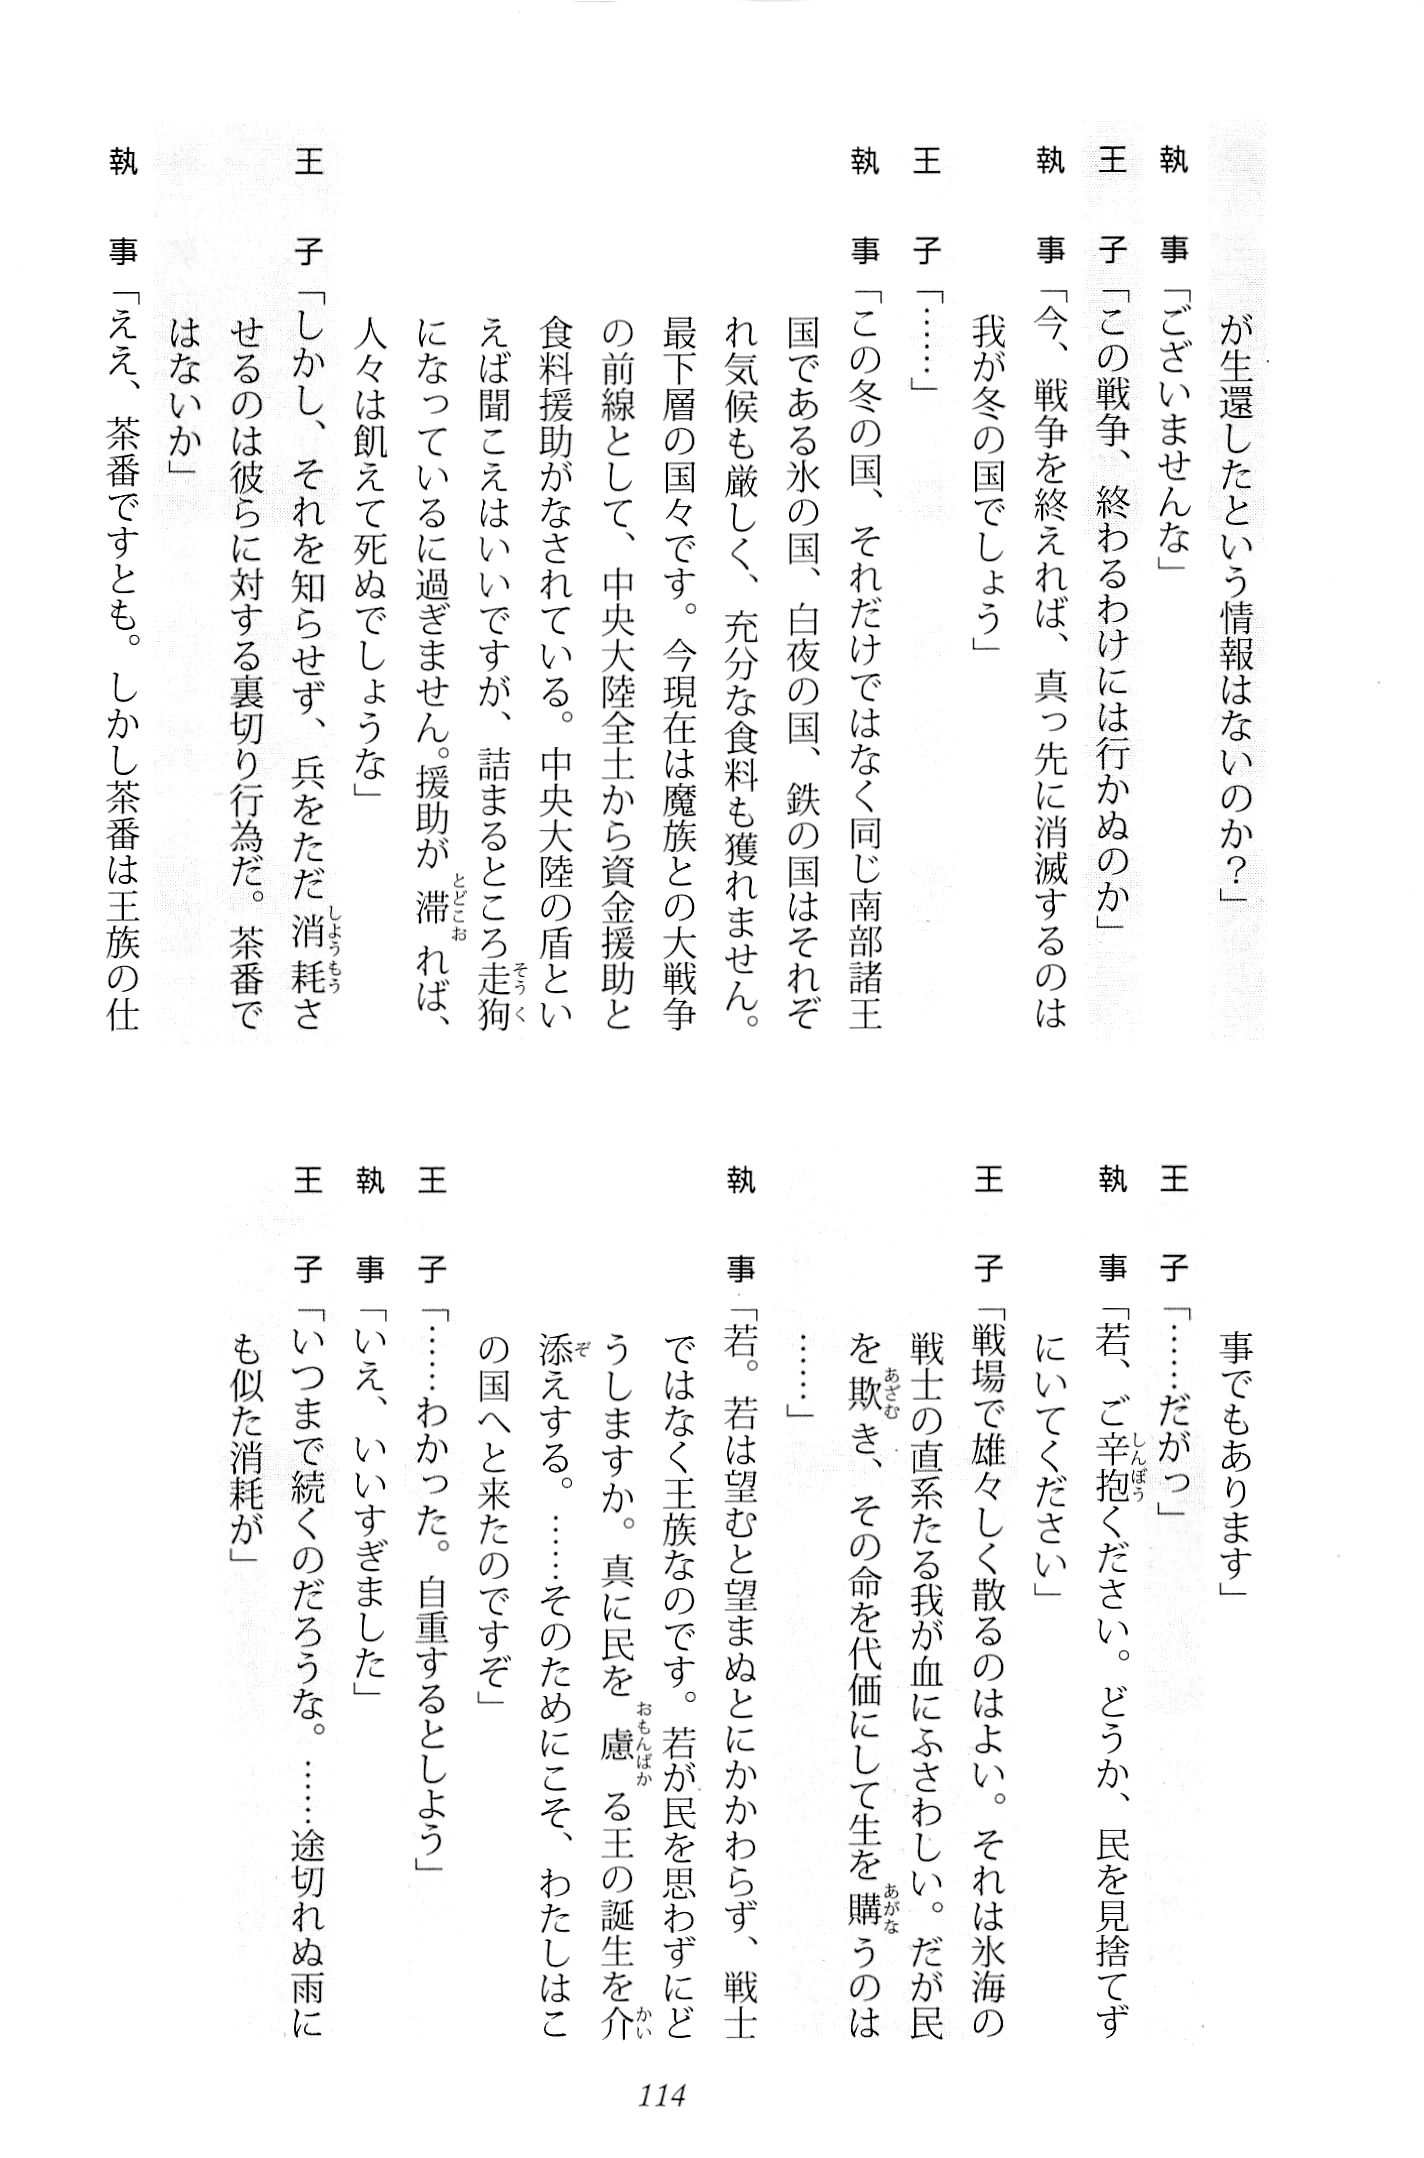 が生還したという情報はないのか？」
執事「ございませんな」
王子「この戦争、終わるわけには行かぬのか」
執事「今、戦争を終えれば、真っ先に消滅するのは
我が冬の国でしょう」
王子「……」
執事「この冬の国、それだけではなく同じ南部諸王
国である氷の国、白夜の国、鉄の国はそれぞ
れ気候も厳しく、充分な食料も獲れません。
最下層の国々です。今現在は魔族との大戦争
の前線として、中央大陸全土から資金援助と
食料援助がなされている。中央大陸の盾とい
えば聞こえはいいですが、詰まるところ走狗
になっているに過ぎません。援助が滞れば、
人々は飢えて死ぬでしょうな」
王子「しかし、それを知らせず、兵をただ消耗さ
せるのは彼らに対する裏切り行為だ。茶番で
はないか」
執事「ええ、茶番ですとも。しかし茶番は王族の仕
事でもあります」
王子「……だがっ」
執事「若、ご辛抱ください。どうか、民を見捨てず
にいてください」
王子「戦場で雄々しく散るのはよい。それは氷海の
戦士の直系たる我が血にふさわしい。だが民
を欺き、その命を代価にして生を購うのは
……」
執事「若。若は望むと望まぬとにかかわらず、戦士
ではなく王族なのです。若が民を思わずにど
うしますか。真に民を慮る王の誕生を介
添えする。……そのためにこそ、わたしはこ
の国へと来たのですぞ」
王子「……わかった。自重するとしよう」
執事「いえ、いいすぎました」
王子「いつまで続くのだろうな。……途切れぬ雨に
も似た消耗が」
114